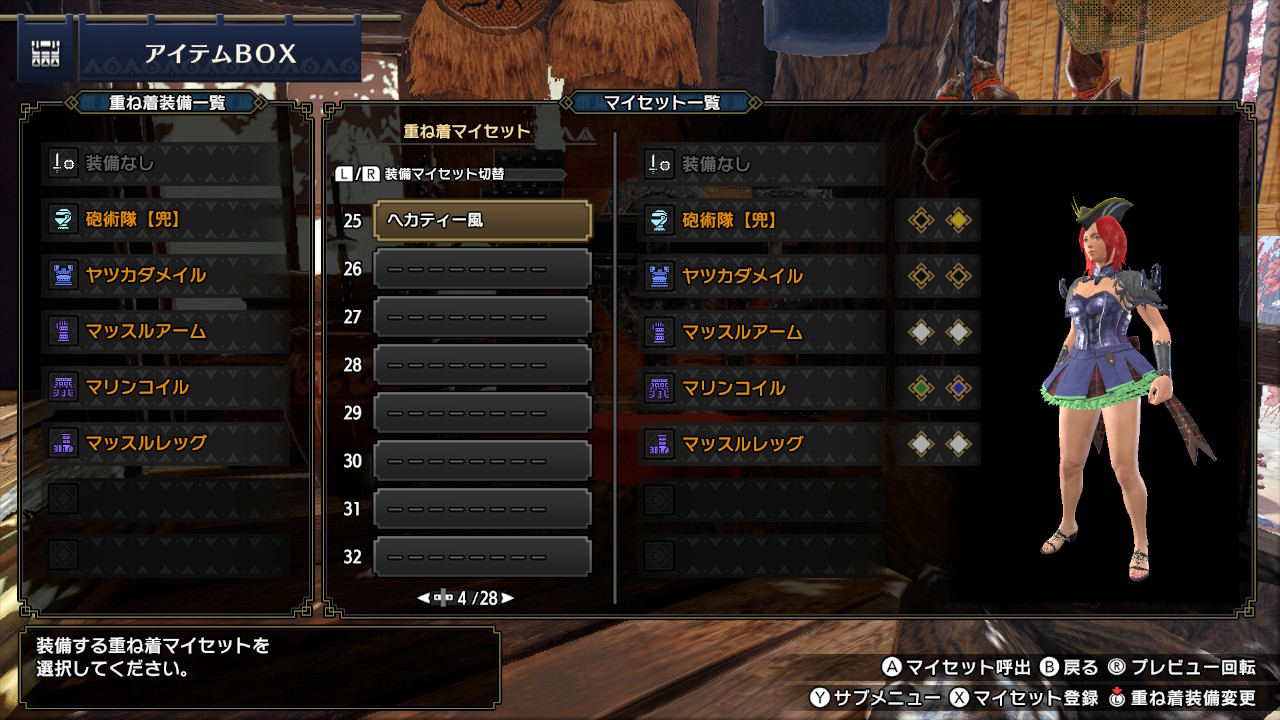 アイテムBOX
重ね着装備一覧
装備なし
砲術隊【兜】
ヤツカダメイル
マッスルアーム
マリンコイル
マッスルレッグ
マイセット一覧
重ね着マイセット
L/R 装備マイセット切替
25 ヘカティー風
26 --------
27 --------
28 --------
29 --------
30 --------
31 --------
32 --------
4/28
装備なし
砲術隊【兜】
ヤツカダメイル
マッスルアーム
マリンコイル
マッスルレッグ
装備する重ね着マイセットを
選択してください。
Aマイセット呼出 B戻る Rプレビュー回転
Yサブメニュー Xマイセット登録 L重ね着装備変更